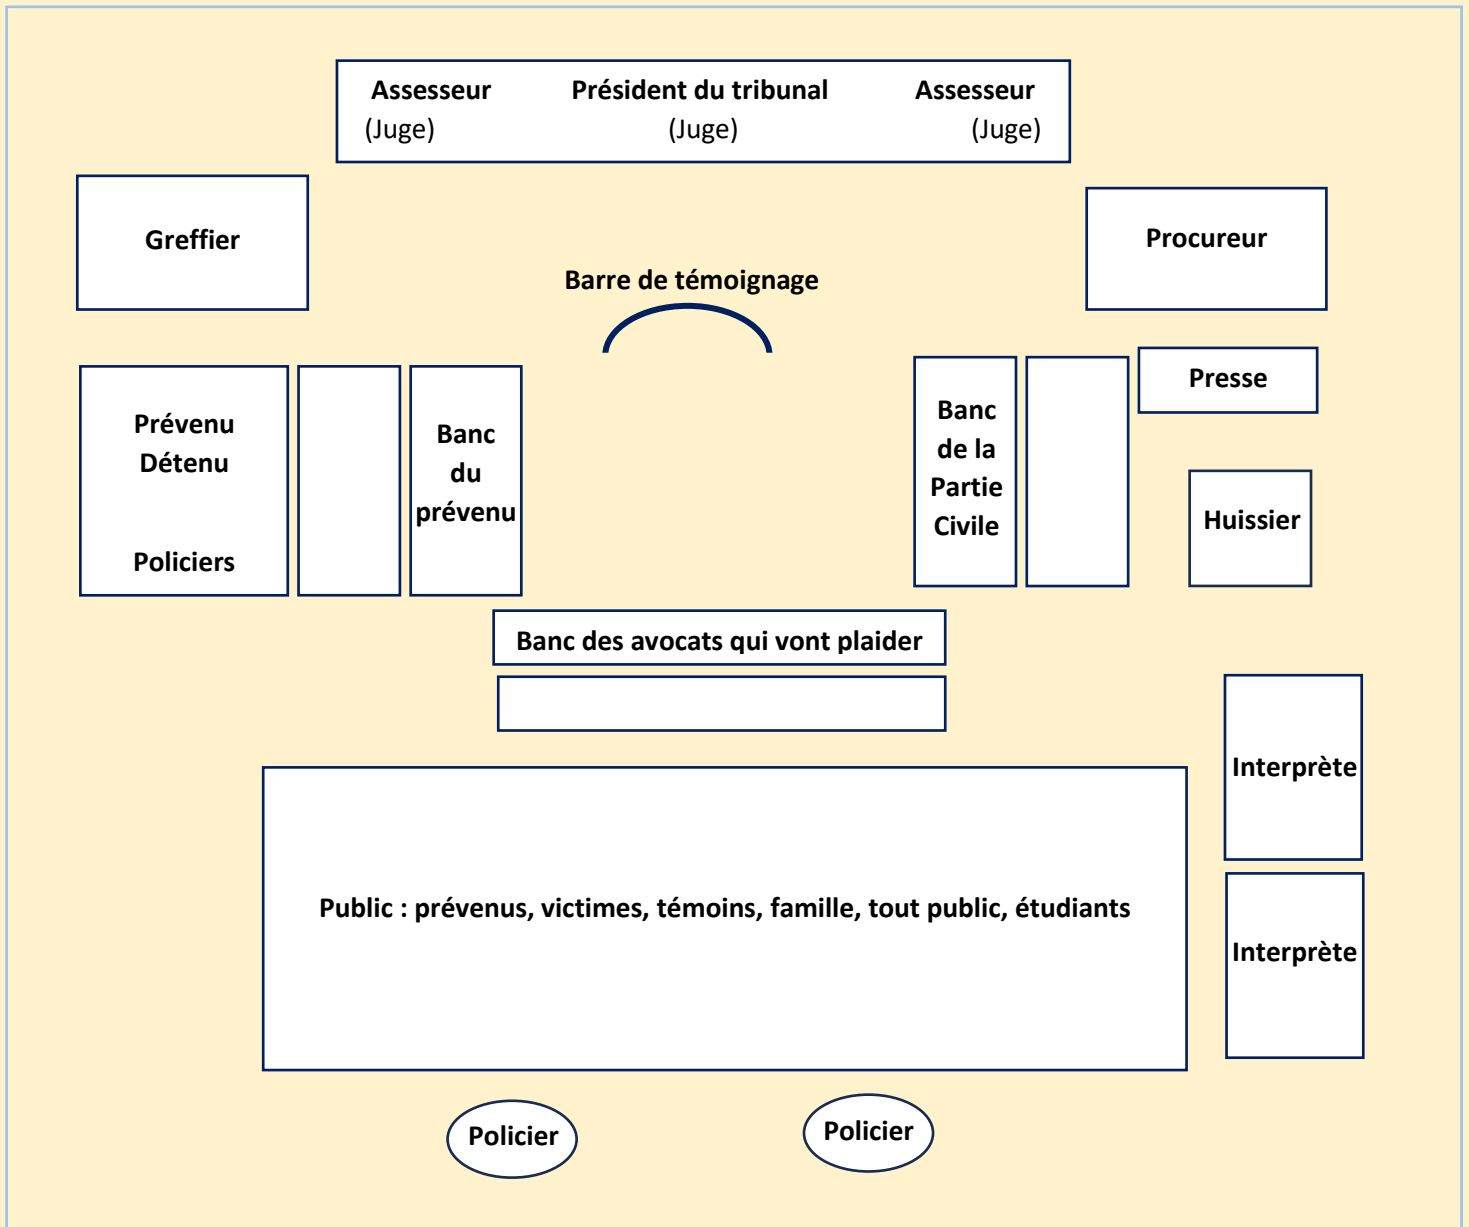 Assesseur Président du tribunal Assesseur
(Juge) (Juge) (Juge)
Greffier
Procureur
Barre de témoignage
Prévenu
Détenu
Policiers
Banc
du
prévenu
Banc
de la
Partie
Civile
Presse
Huissier
Banc des avocats qui vont plaider
Interprète
Public : prévenus, victimes, témoins, famille, tout public, étudiants
Interprète
Policier
Policier